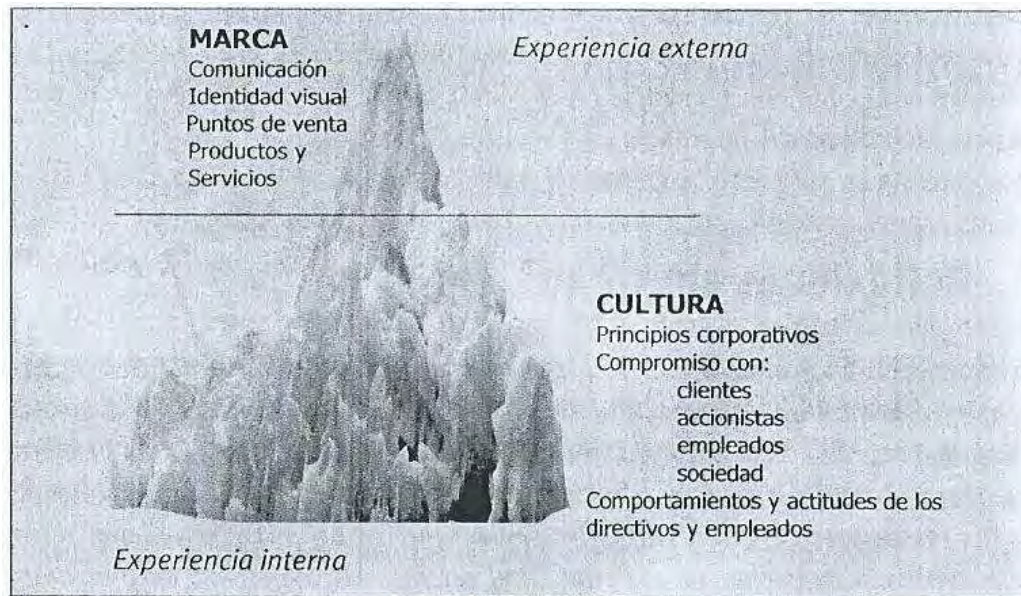 MARCA
Comunicación
Identidad visual
Puntos de venta
Productos y
Servicios
Experiencia externa
CULTURA
Principios corporativos
Compromiso con:
clientes
accionistas
empleados
sociedad
Comportamientos y actitudes de los
directivos y empleados
Experiencia interna